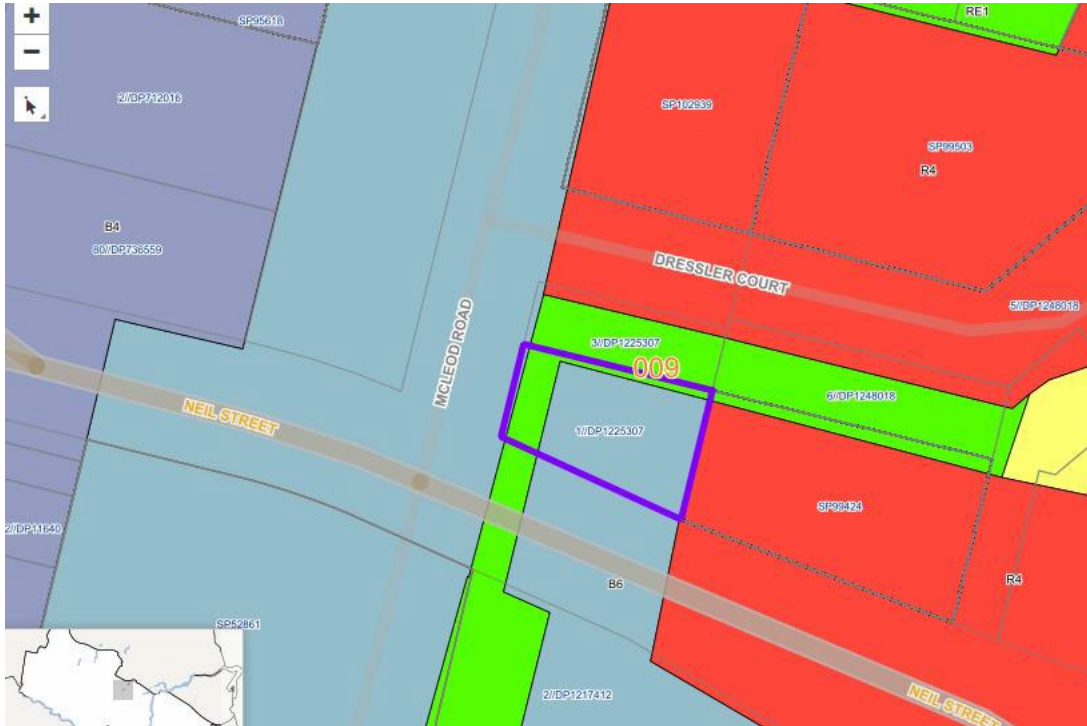 +
−
SP95618
RE1
2//DP712016
SP102939
SP99503
R4
B4
80//DP736559
DRESSLER COURT
5//DP1248018
MCLEOD ROAD
3//DP1225307
009
6//DP1248018
NEIL STREET
1//DP1225307
SP99424
2//DP11640
R4
B6
SP52861
2//DP1217412
NEIL STREET